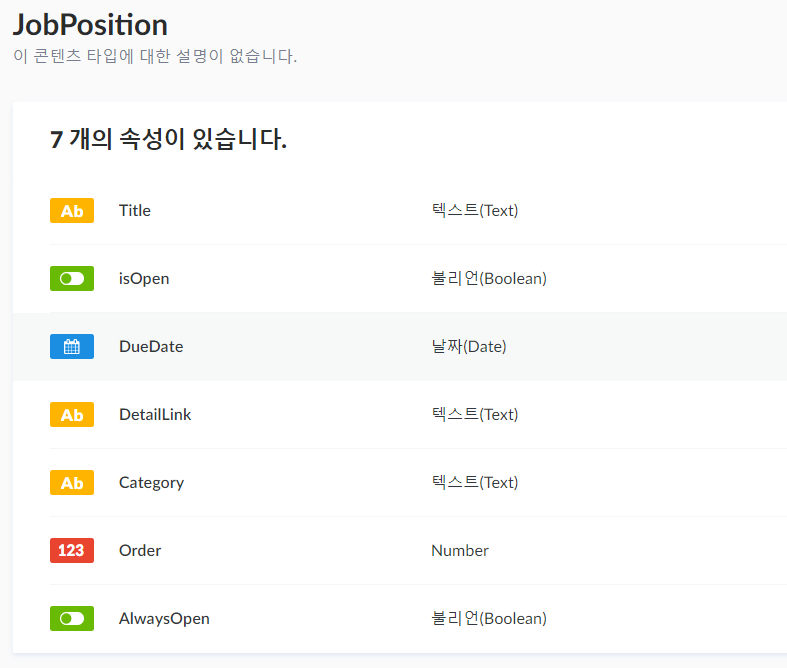 JobPosition
이 콘텐츠 타입에 대한 설명이 없습니다.
7 개의 속성이 있습니다.
Ab Title 텍스트(Text)
isOpen 불리언(Boolean)
DueDate 날짜(Date)
Ab DetailLink 텍스트(Text)
Ab Category 텍스트(Text)
123 Order Number
AlwaysOpen 불리언(Boolean)